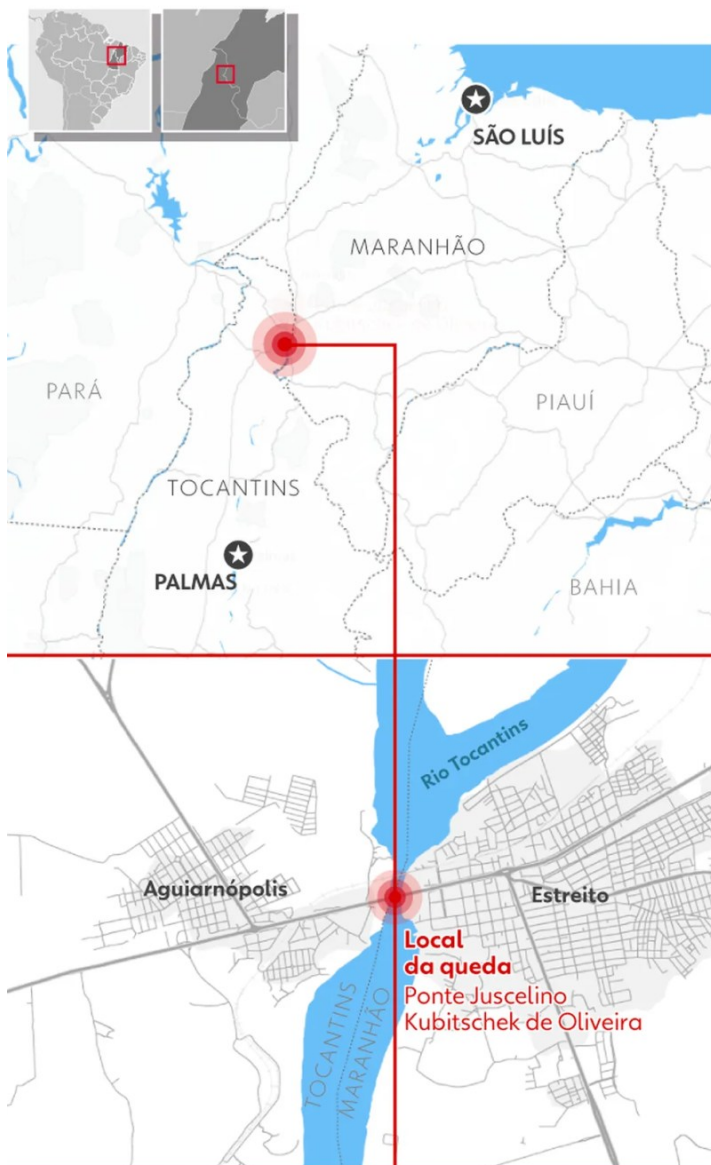 SÃO LUÍS
MARANHÃO
PARÁ
PIAUÍ
TOCANTINS
PALMAS
BAHIA
Rio Tocantins
Aguiarnópolis
Estreito
Local
da queda
Ponte Juscelino
Kubitschek de Oliveira
TOCANTINS
MARANHÃO